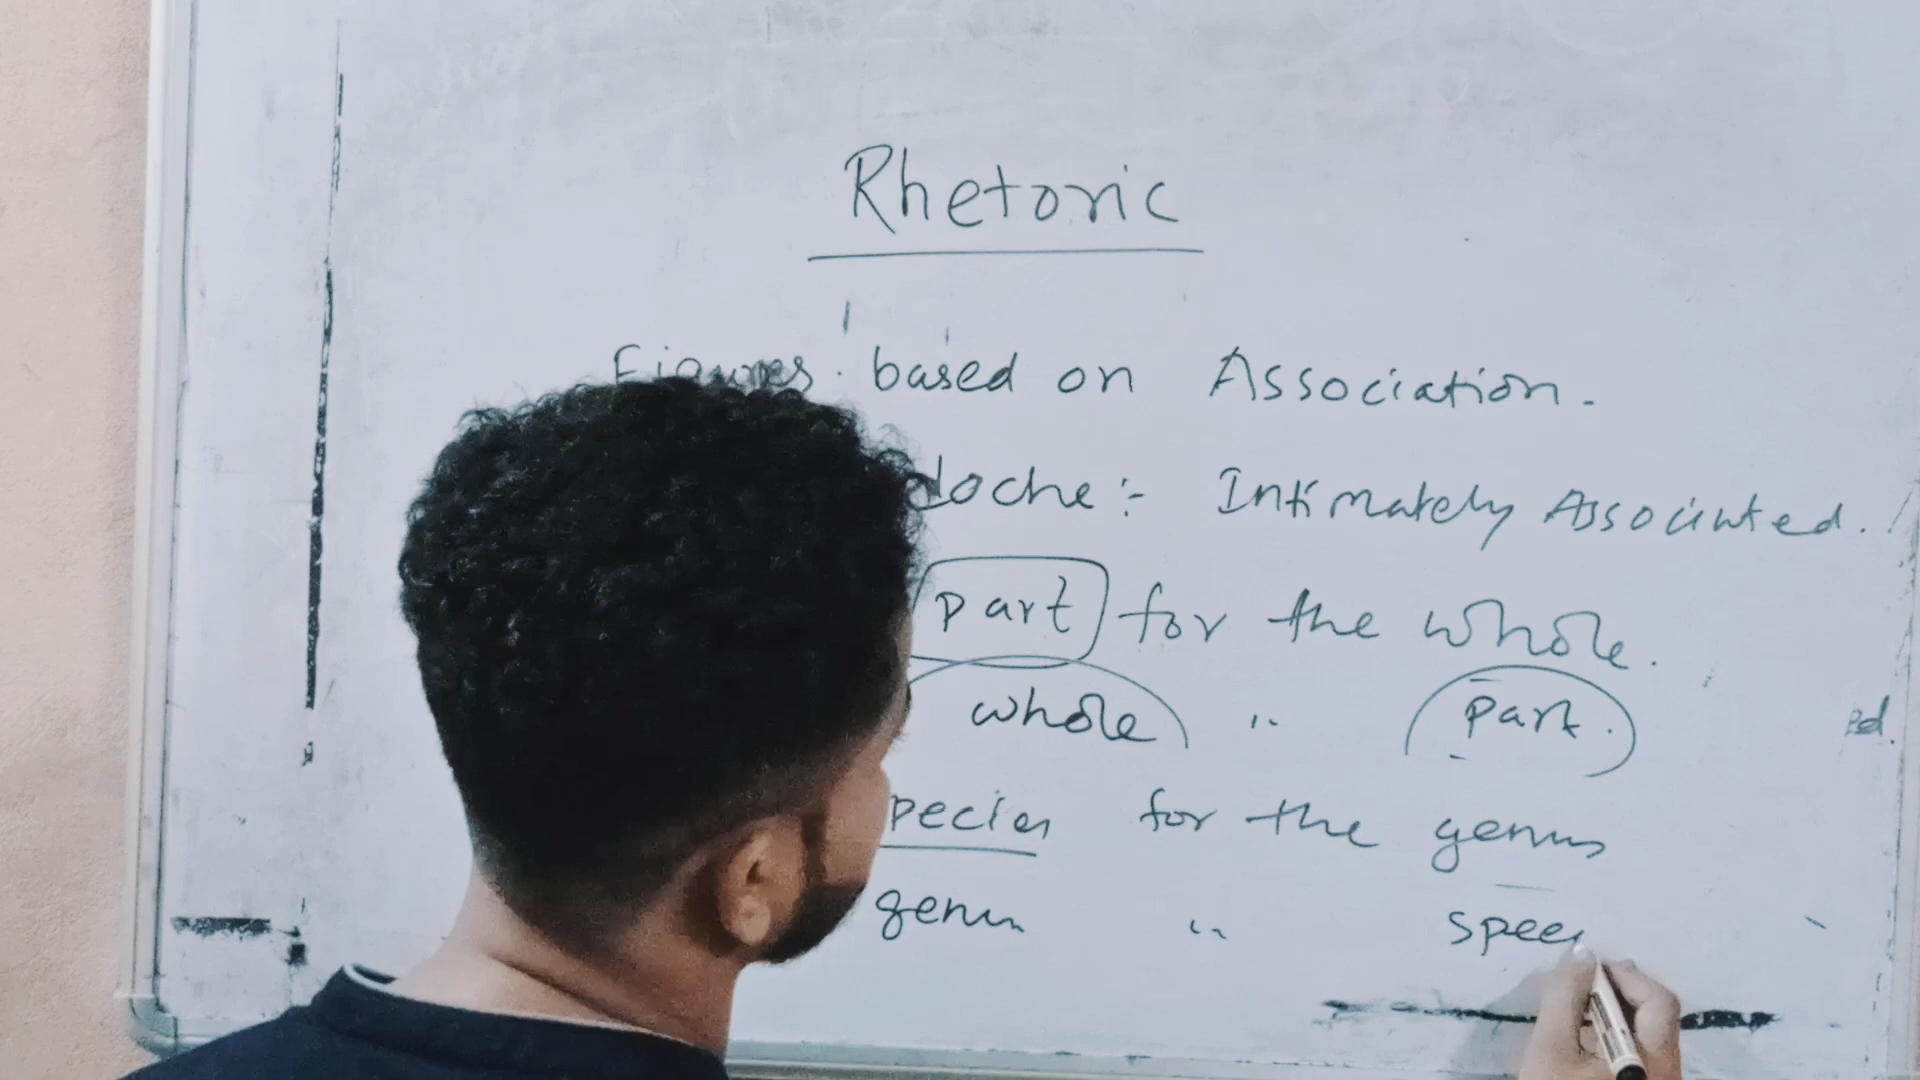 Rhetoric
Figures based on Association.
doche :- Intimately Associated.
part for the whole.
whole " part.
pecies for the genus
genus " spec